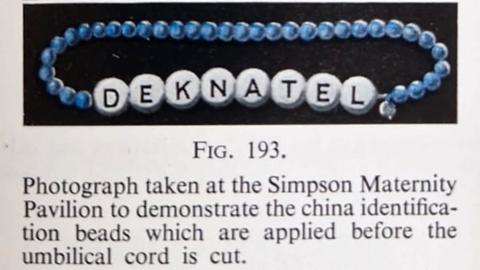 DEKNATEL
FIG. 193.
Photograph taken at the Simpson Maternity
Pavilion to demonstrate the china identifica-
tion beads which are applied before the
umbilical cord is cut.